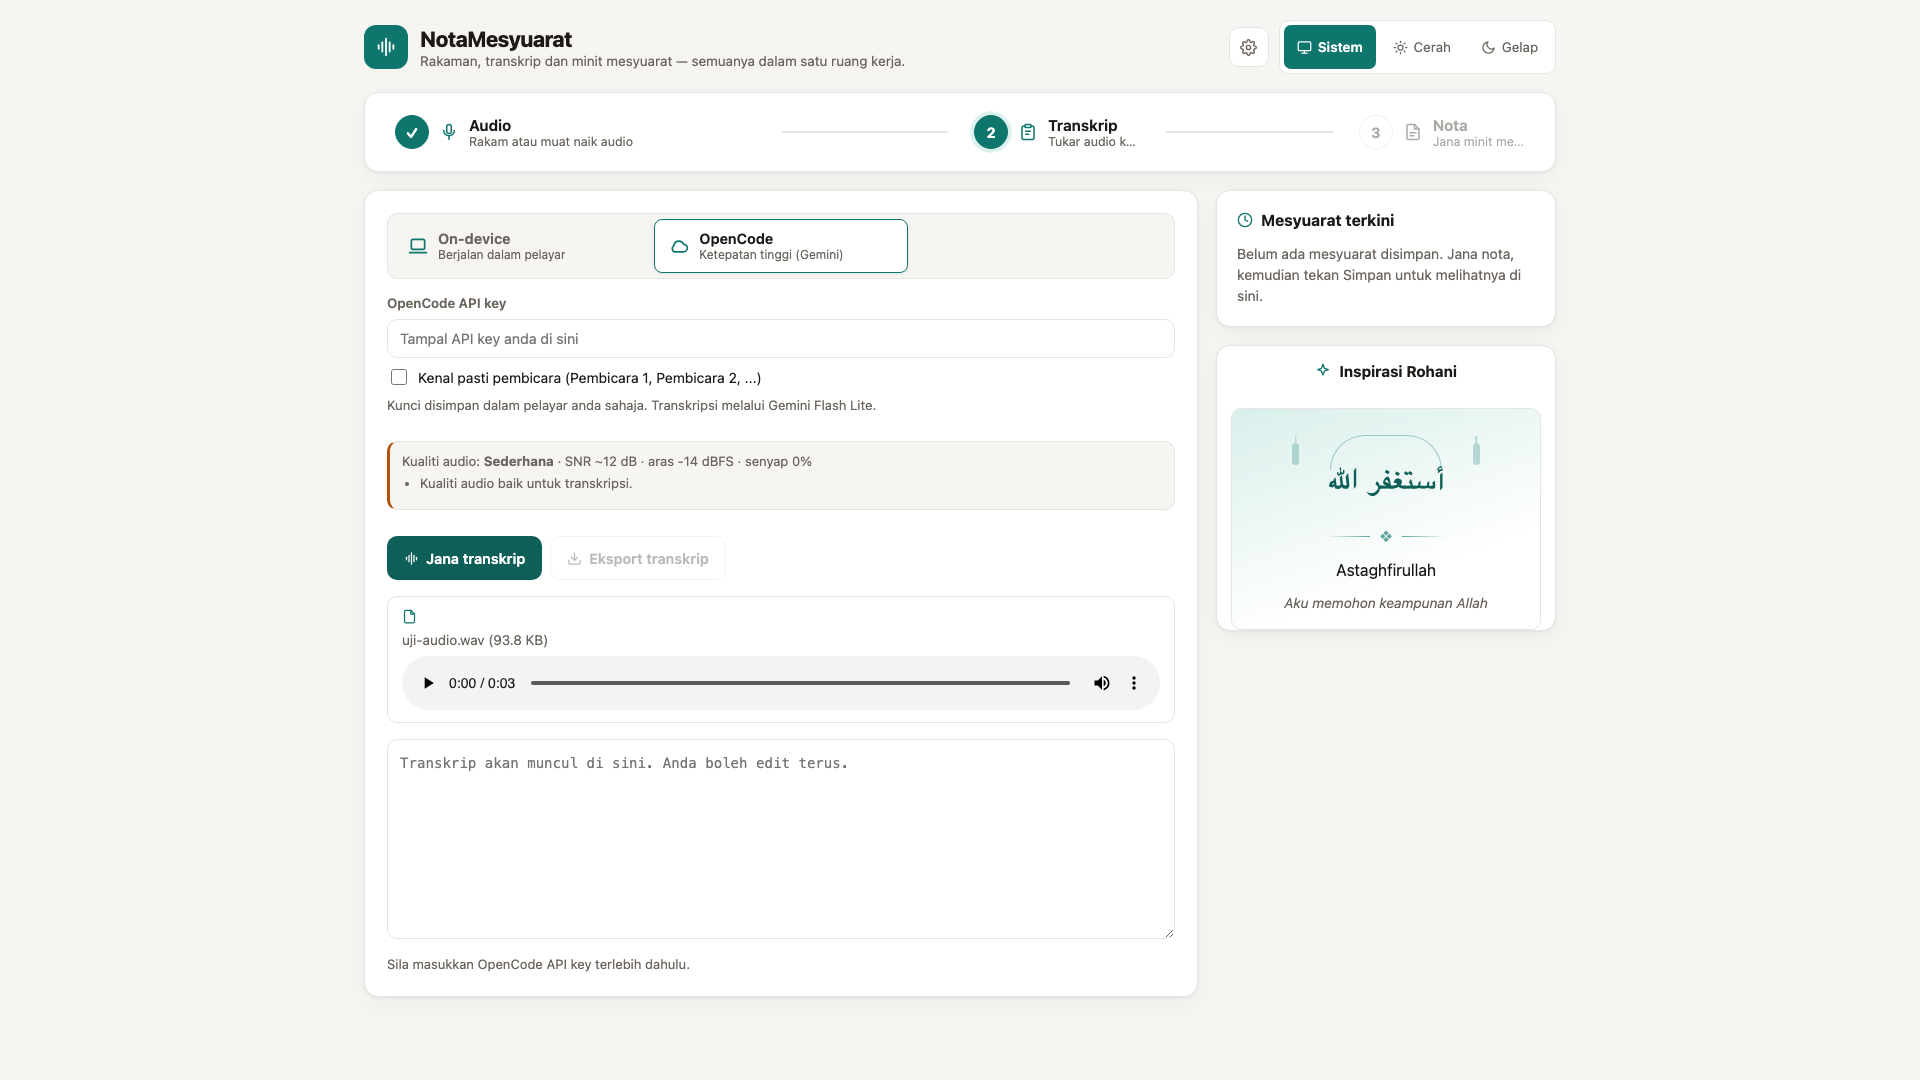 NotaMesyuarat
Rakaman, transkrip dan minit mesyuarat — semuanya dalam satu ruang kerja.
Sistem
Cerah
Gelap
Audio
Rakam atau muat naik audio
2
Transkrip
Tukar audio k...
3
Nota
Jana minit me...
On-device
Berjalan dalam pelayar
OpenCode
Ketepatan tinggi (Gemini)
OpenCode API key
Tampal API key anda di sini
Kenal pasti pembicara (Pembicara 1, Pembicara 2, ...)
Kunci disimpan dalam pelayar anda sahaja. Transkripsi melalui Gemini Flash Lite.
Kualiti audio: Sederhana · SNR ~12 dB · aras -14 dBFS · senyap 0%
• Kualiti audio baik untuk transkripsi.
Jana transkrip
Eksport transkrip
uji-audio.wav (93.8 KB)
0:00 / 0:03
Transkrip akan muncul di sini. Anda boleh edit terus.
Sila masukkan OpenCode API key terlebih dahulu.
Mesyuarat terkini
Belum ada mesyuarat disimpan. Jana nota,
kemudian tekan Simpan untuk melihatnya di
sini.
Inspirasi Rohani
أستغفر الله
Astaghfirullah
Aku memohon keampunan Allah